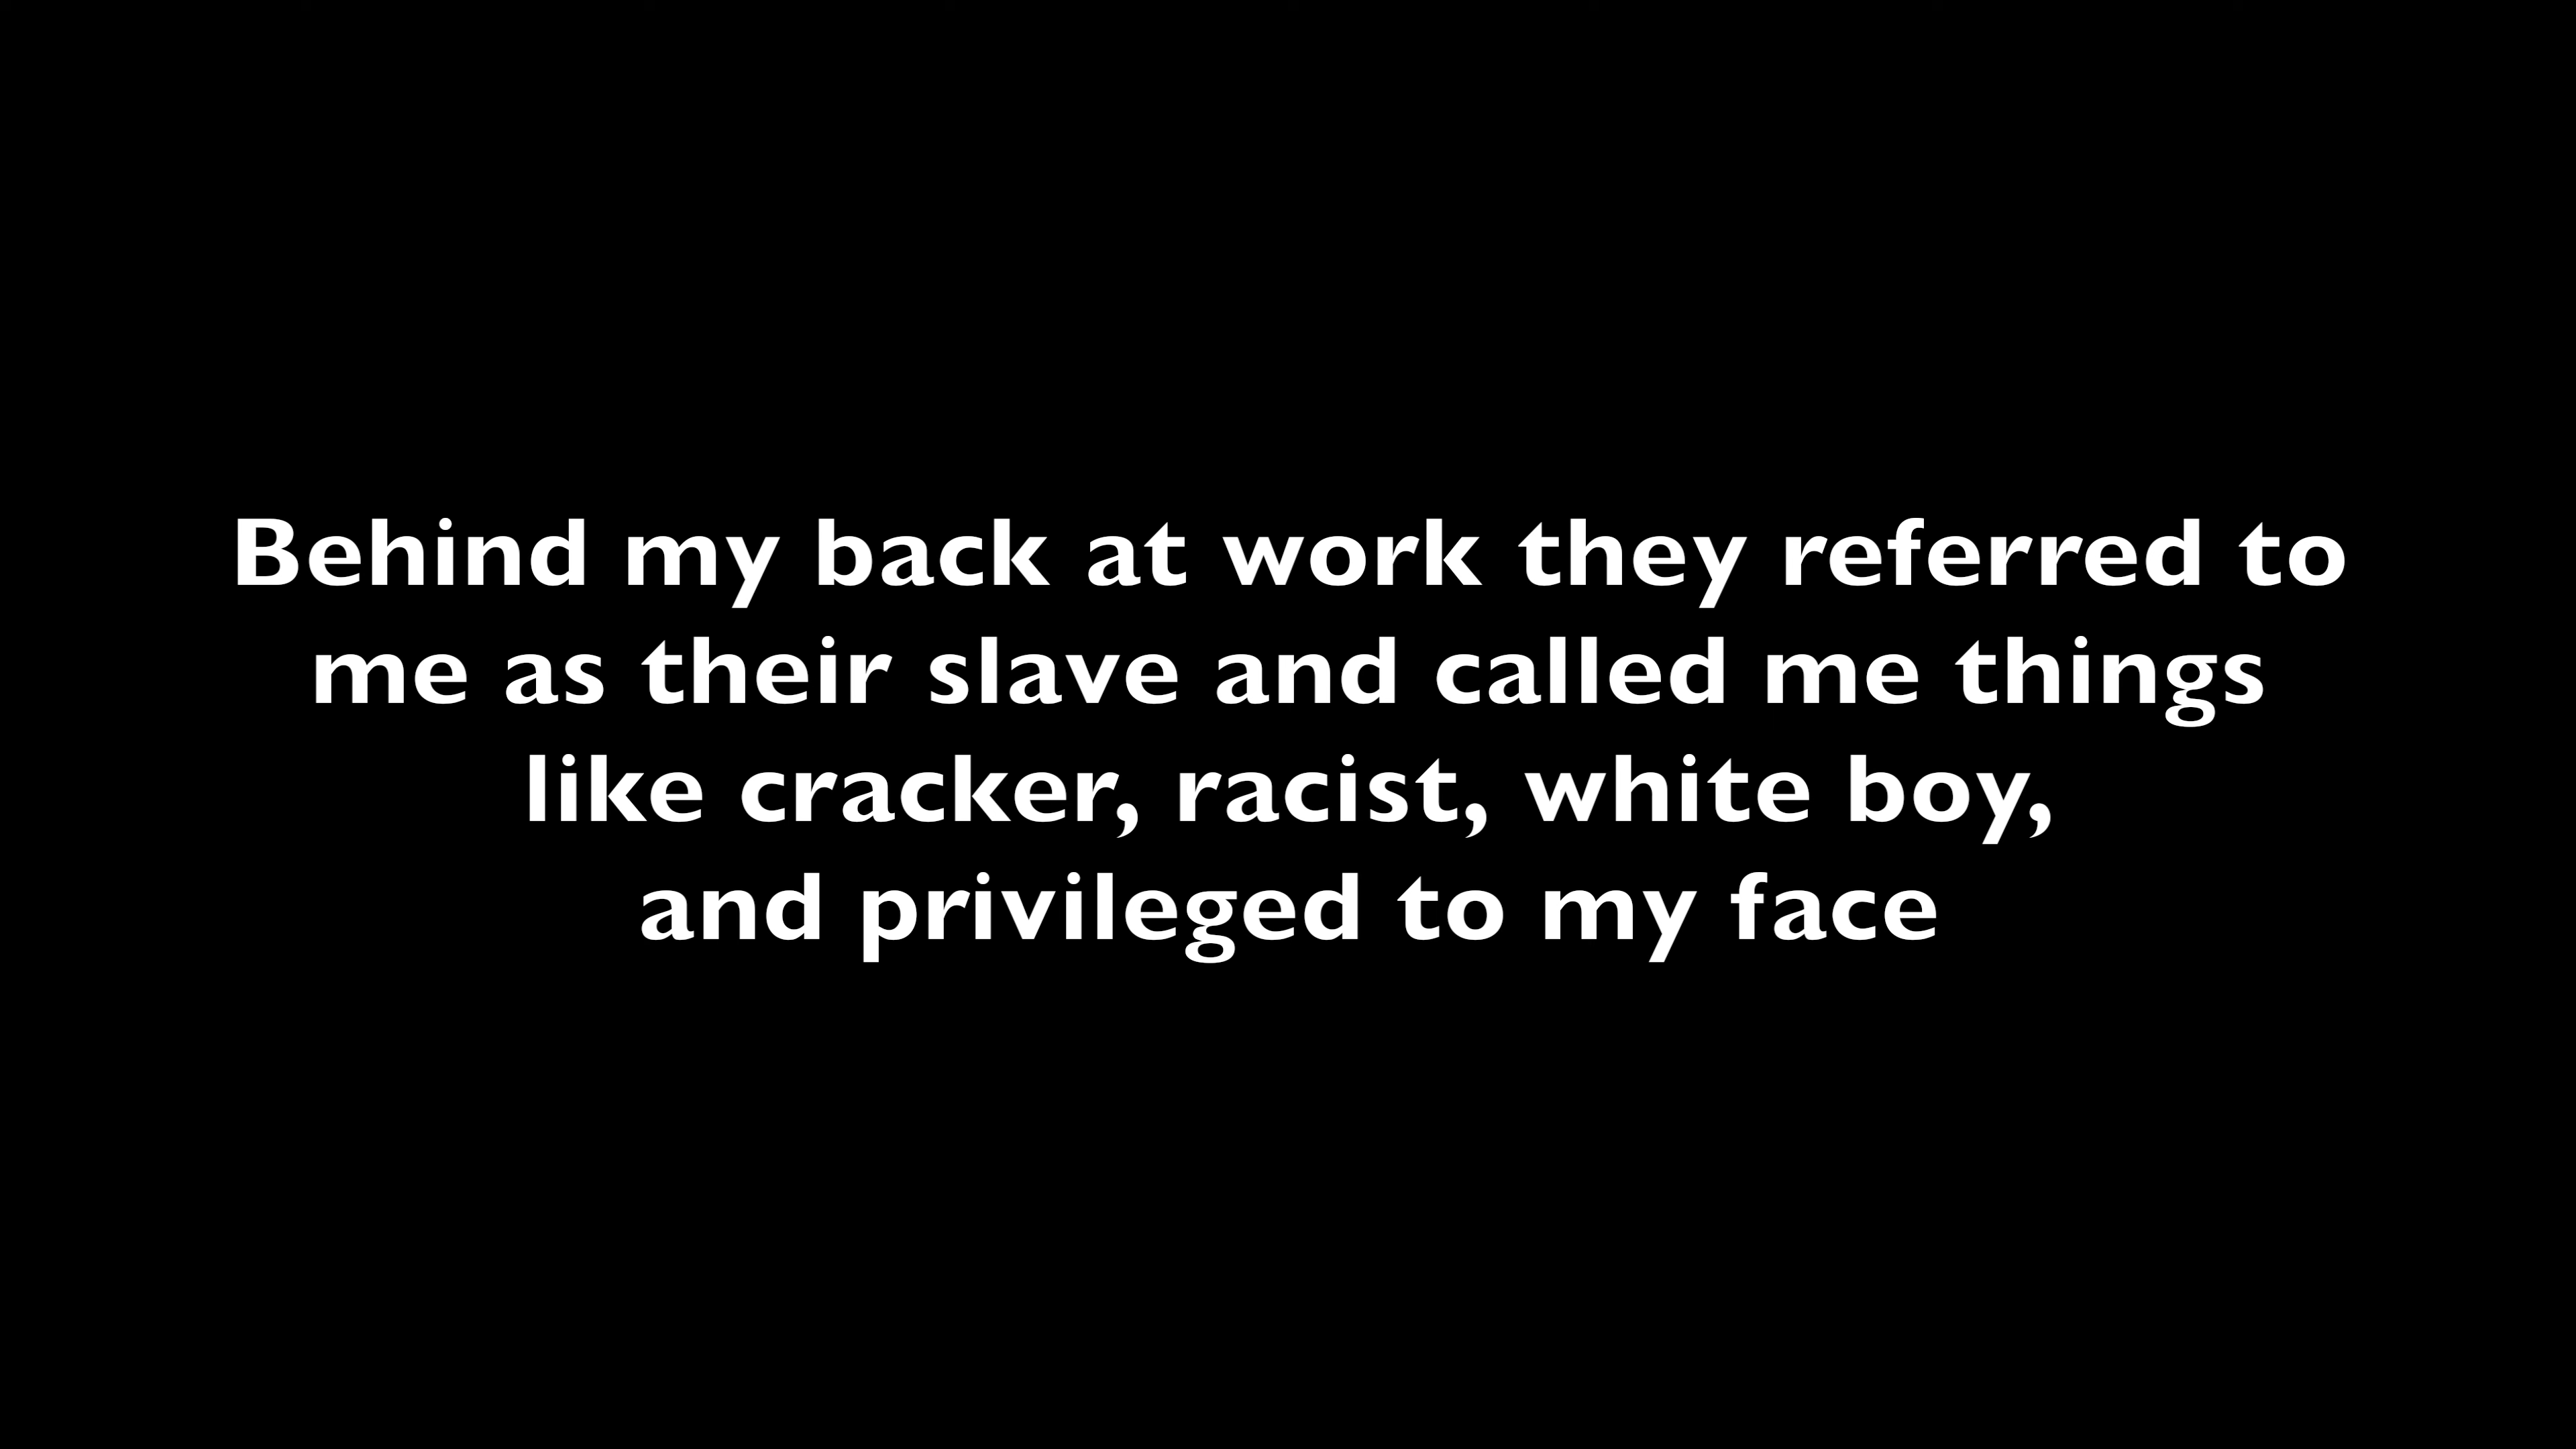 Behind my back at work they referred to
me as their slave and called me things
like cracker, racist, white boy,
and privileged to my face